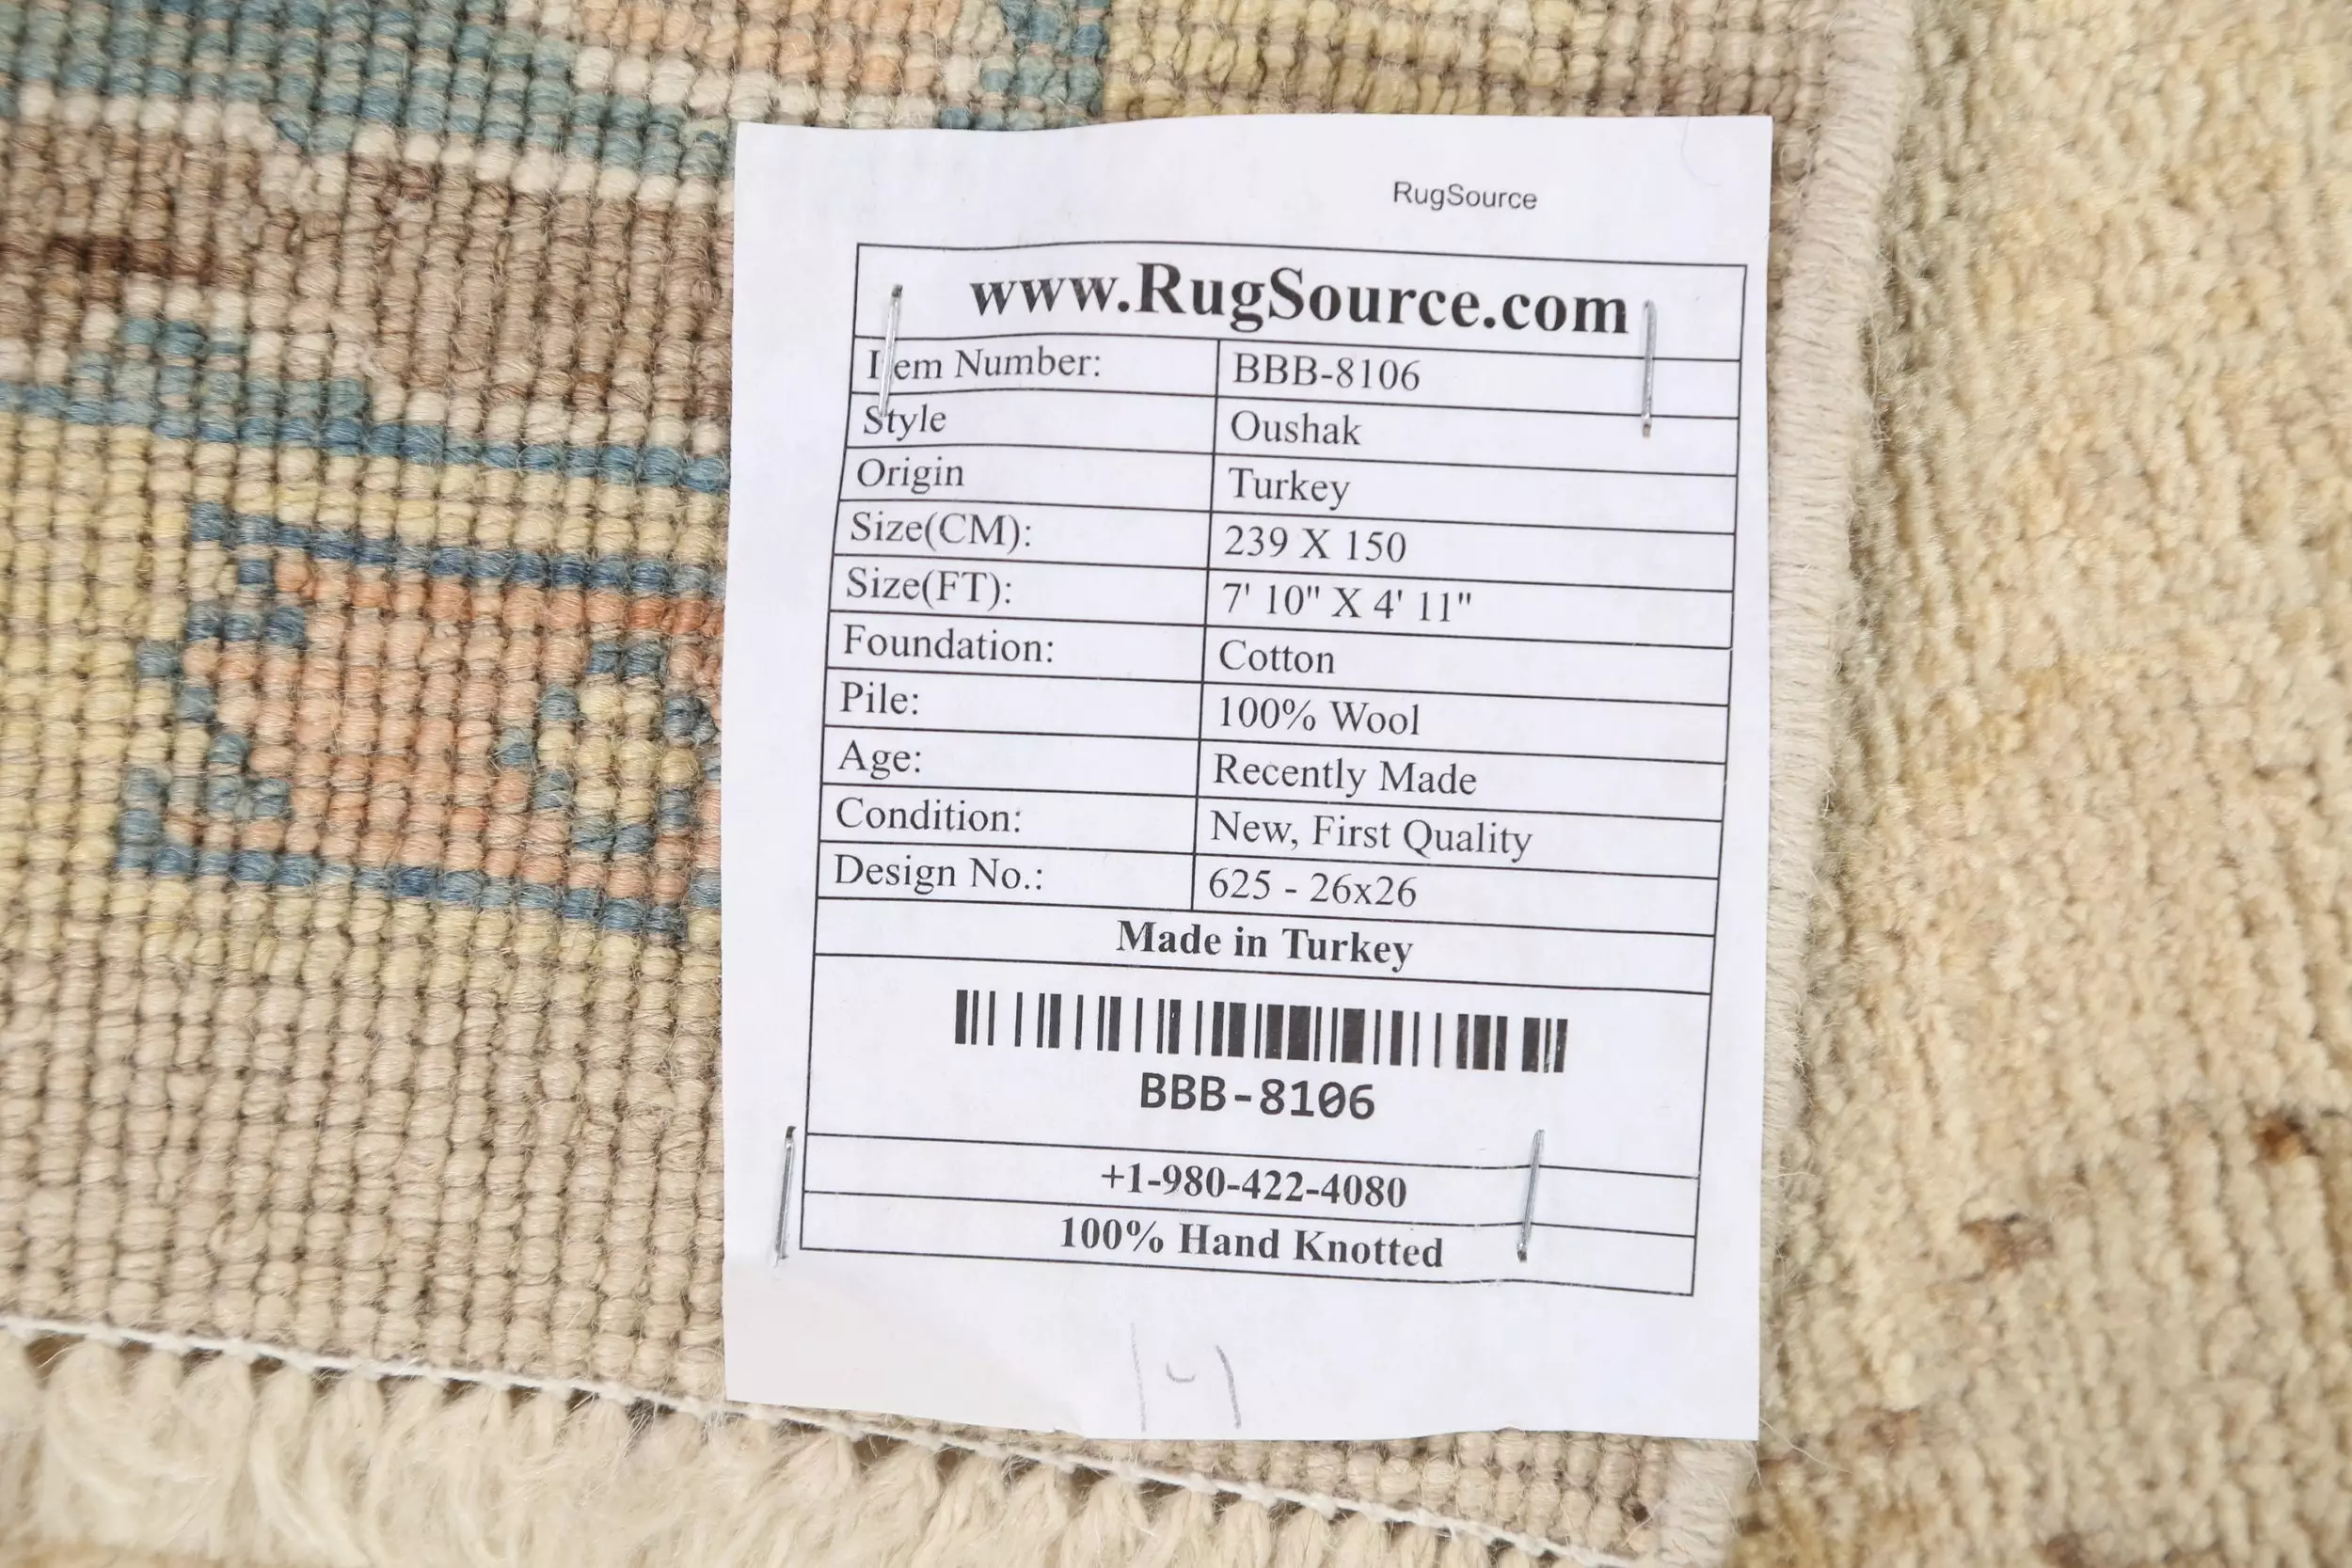 RugSource
www.RugSource.com
Item Number: BBB-8106
Style Oushak
Origin Turkey
Size(CM): 239 X 150
Size(FT): 7' 10" X 4' 11"
Foundation: Cotton
Pile: 100% Wool
Age: Recently Made
Condition: New, First Quality
Design No.: 625 - 26x26
Made in Turkey
BBB-8106
+1-980-422-4080
100% Hand Knotted